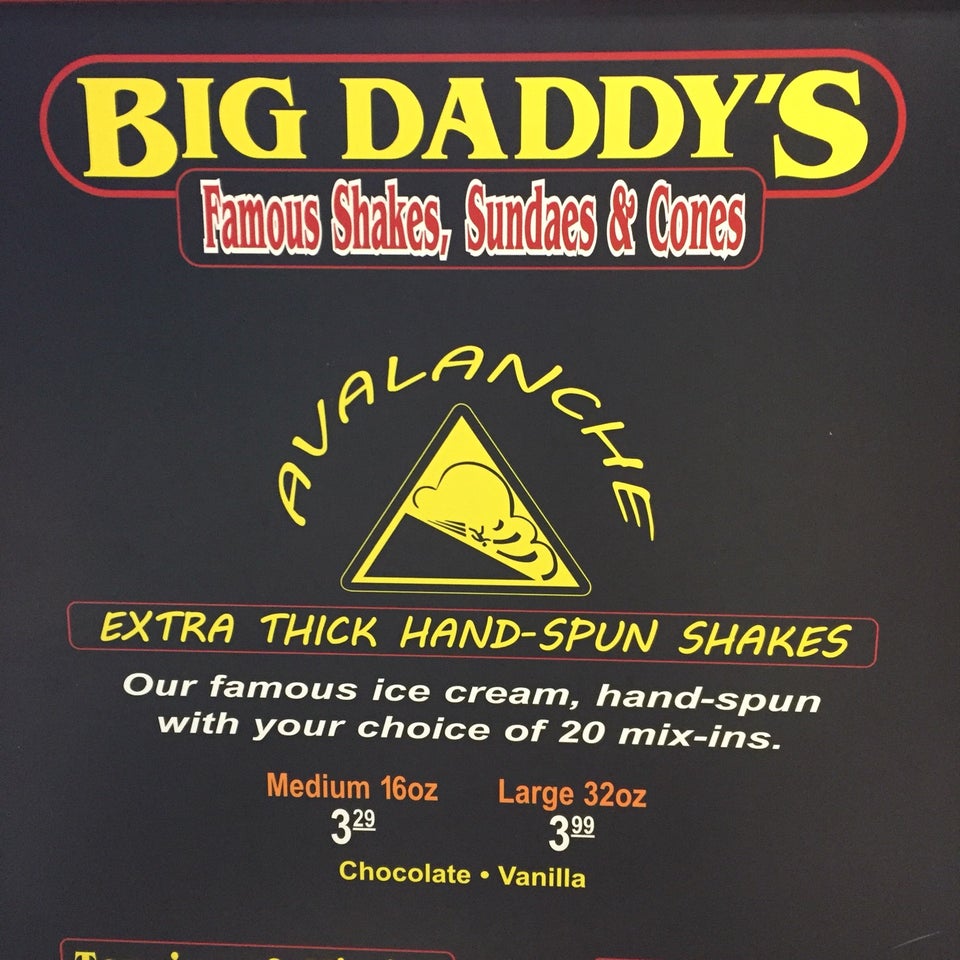 BIG DADDY'S
Famous Shakes, Sundaes & Cones
AVALANCHE
EXTRA THICK HAND-SPUN SHAKES
Our famous ice cream, hand-spun
with your choice of 20 mix-ins.
Medium 16oz Large 32oz
3 29 3 99
Chocolate • Vanilla